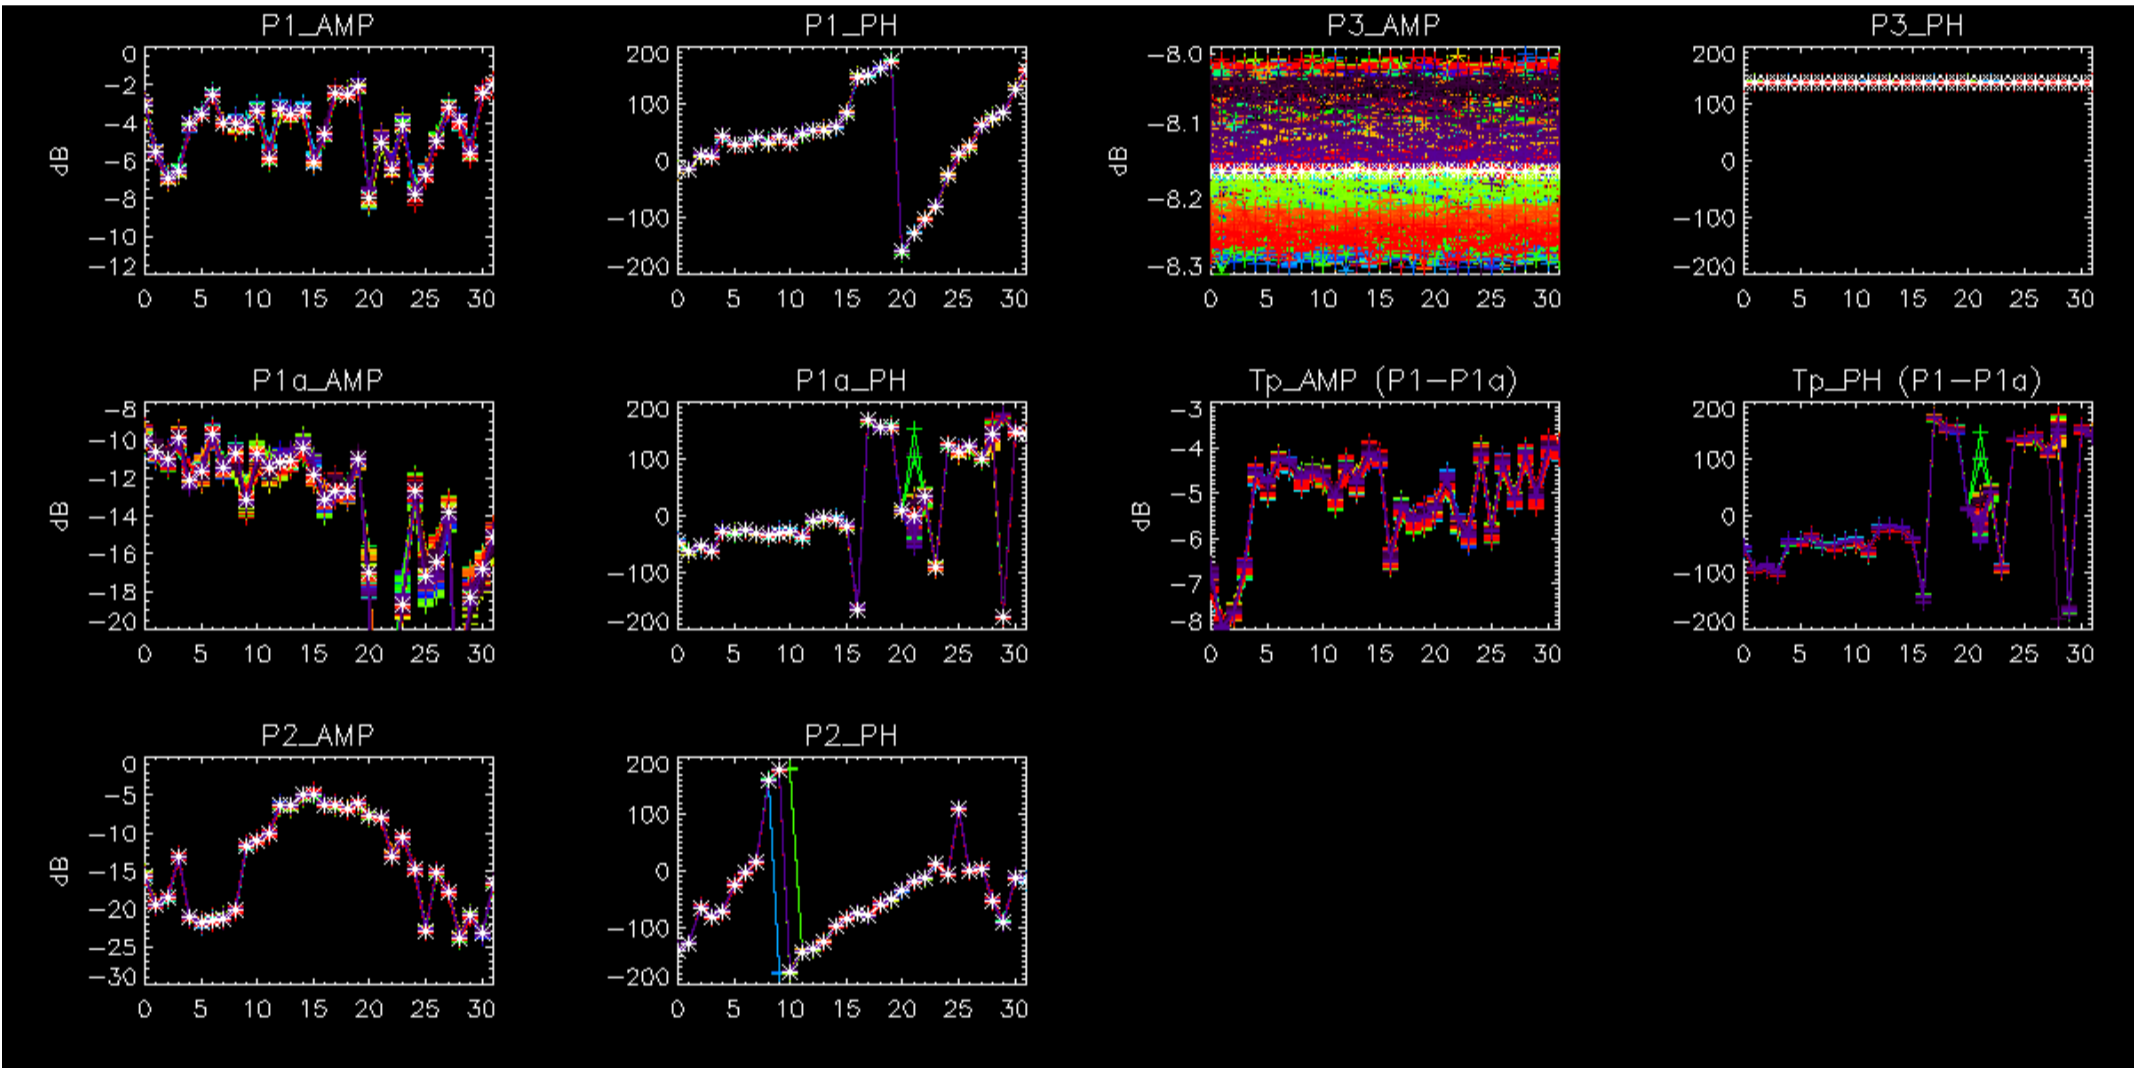 P1_AMP
P1_PH
P3_AMP
P3_PH
dB
0
−2
−4
−6
−8
−10
−12
0 5 10 15 20 25 30
200
100
0
−100
−200
0 5 10 15 20 25 30
dB
−8.0
−8.1
−8.2
−8.3
0 5 10 15 20 25 30
200
100
0
−100
−200
0 5 10 15 20 25 30
P1a_AMP
P1a_PH
Tp_AMP (P1−P1a)
Tp_PH (P1−P1a)
dB
−8
−10
−12
−14
−16
−18
−20
0 5 10 15 20 25 30
200
100
0
−100
−200
0 5 10 15 20 25 30
dB
−3
−4
−5
−6
−7
−8
0 5 10 15 20 25 30
200
100
0
−100
−200
0 5 10 15 20 25 30
P2_AMP
P2_PH
dB
0
−5
−10
−15
−20
−25
−30
0 5 10 15 20 25 30
200
100
0
−100
−200
0 5 10 15 20 25 30